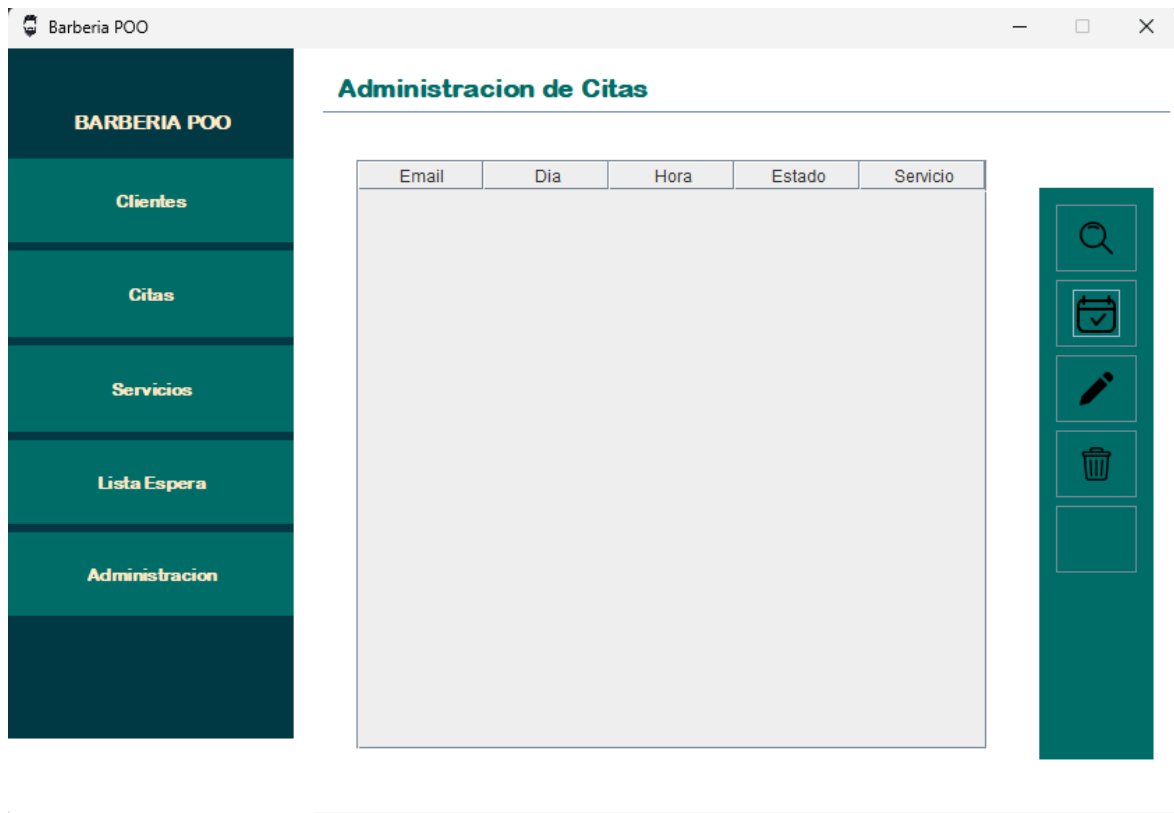 Barberia POO
BARBERIA POO
Clientes
Citas
Servicios
Lista Espera
Administracion
Administracion de Citas
Email Dia Hora Estado Servicio